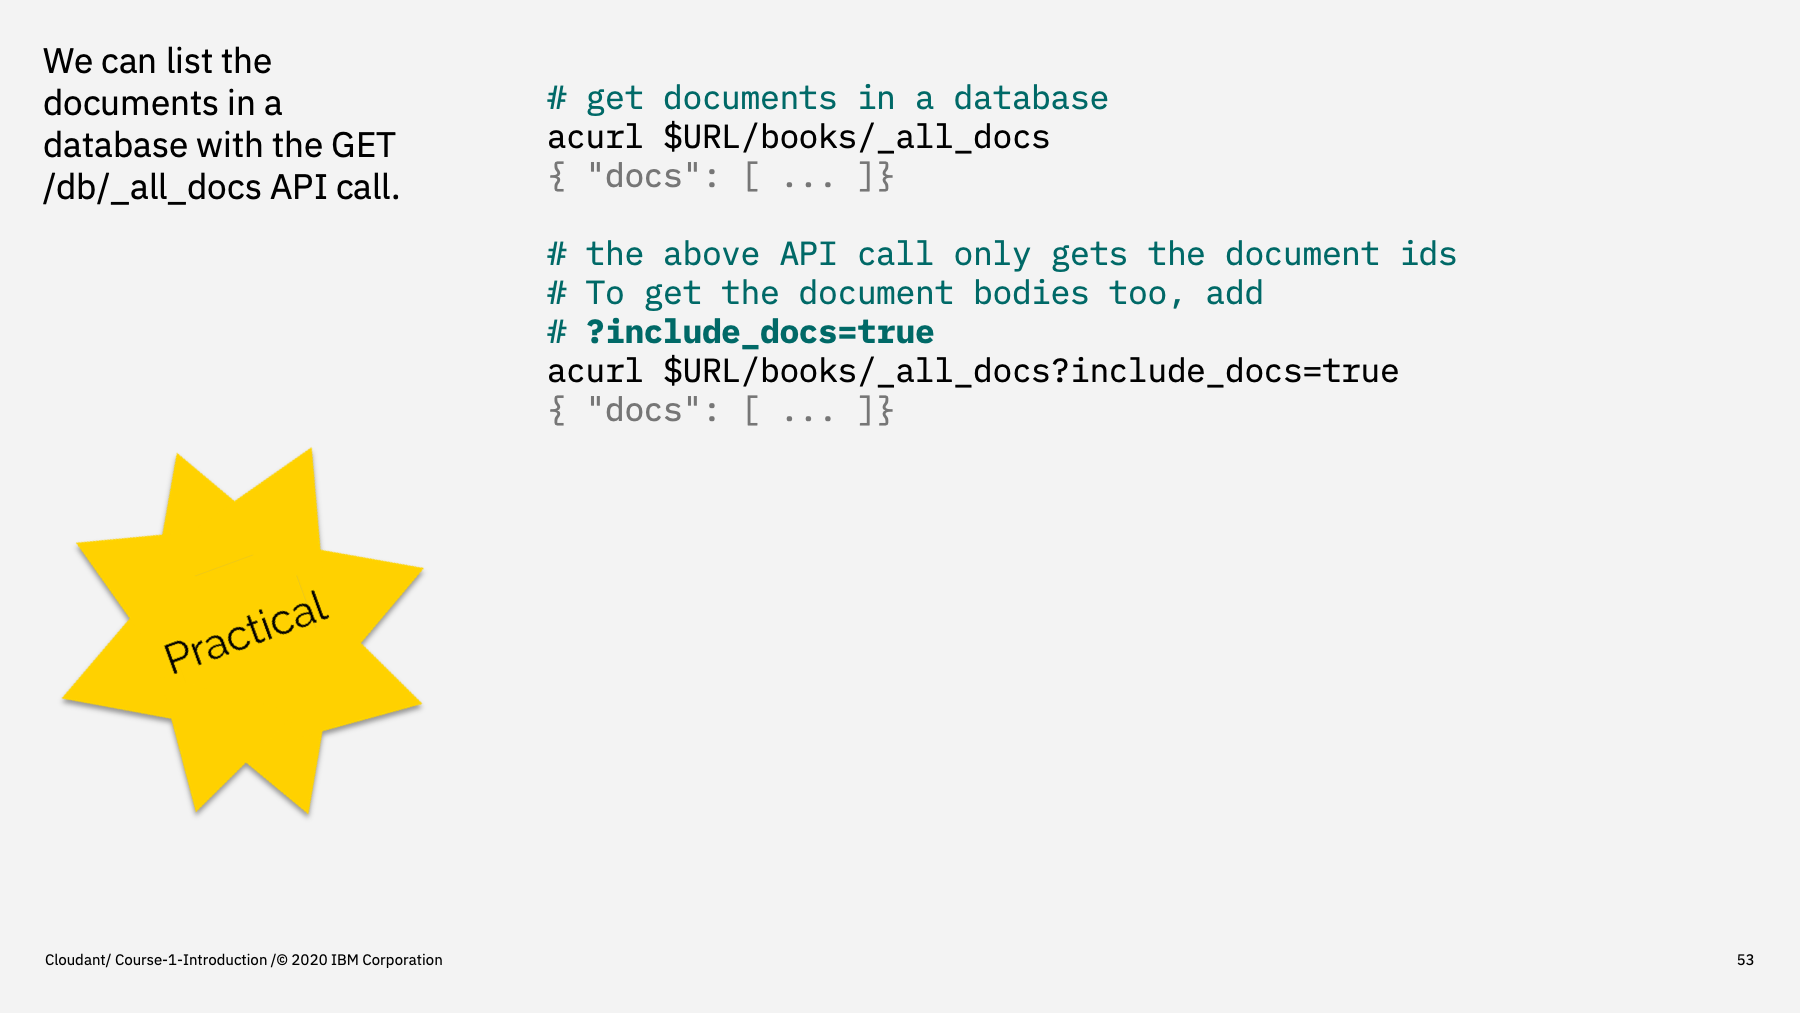 We can list the
documents in a
database with the GET
/db/_all_docs API call.
# get documents in a database
acurl $URL/books/_all_docs
{ "docs": [ ... ]}
# the above API call only gets the document ids
# To get the document bodies too, add
# ?include_docs=true
acurl $URL/books/_all_docs?include_docs=true
{ "docs": [ ... ]}
Practical
Cloudant/ Course-1-Introduction /© 2020 IBM Corporation
53